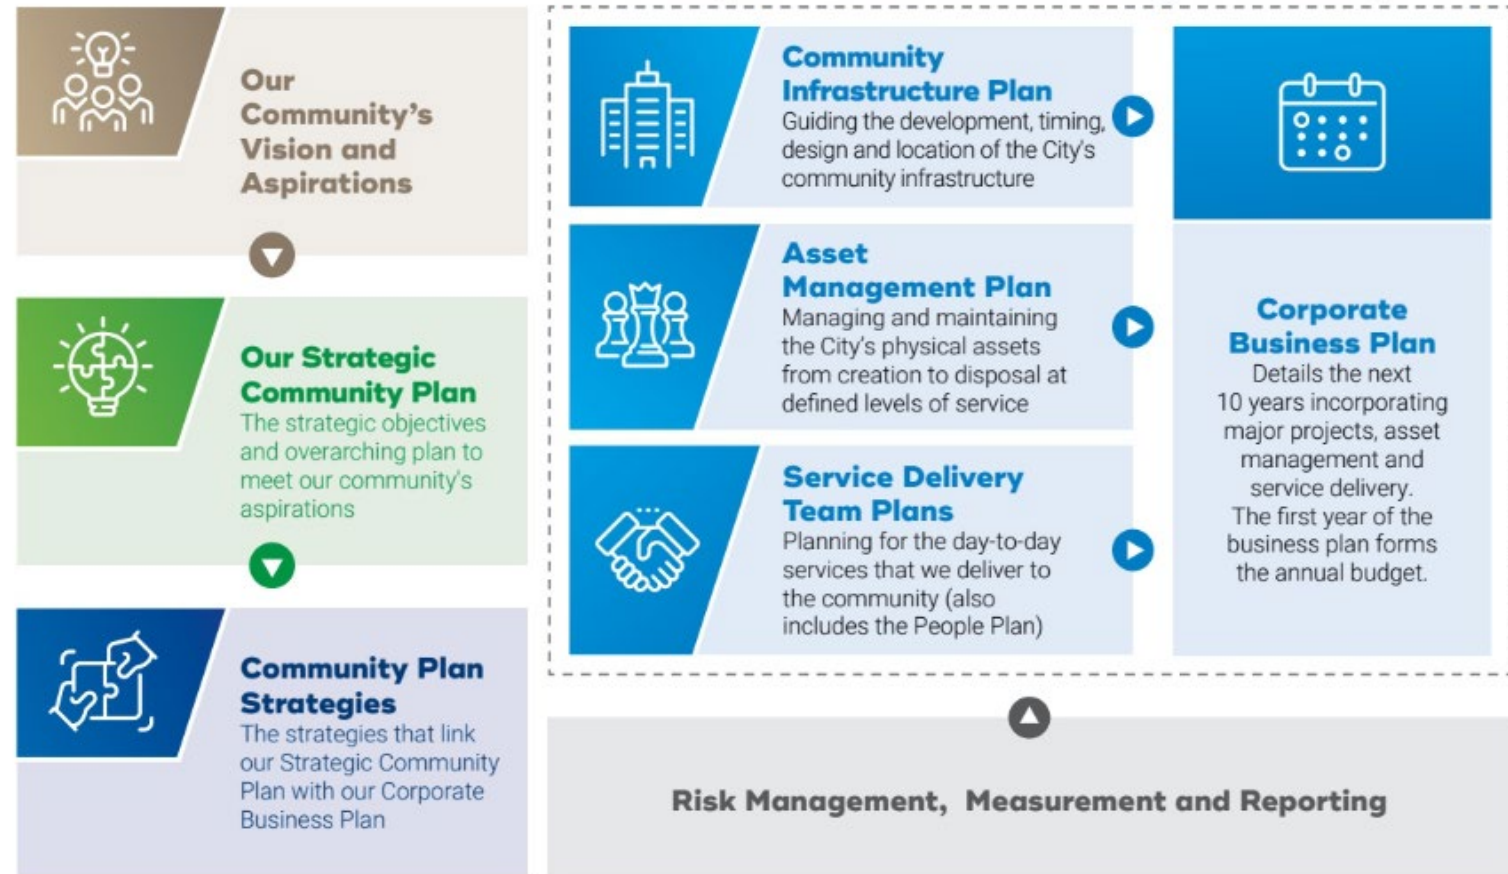 Our
Community's
Vision and
Aspirations
Our Strategic
Community Plan
The strategic objectives
and overarching plan to
meet our community's
aspirations
Community Plan
Strategies
The strategies that link
our Strategic Community
Plan with our Corporate
Business Plan
Community
Infrastructure Plan
Guiding the development, timing,
design and location of the City's
community infrastructure
Asset
Management Plan
Managing and maintaining
the City's physical assets
from creation to disposal at
defined levels of service
Service Delivery
Team Plans
Planning for the day-to-day
services that we deliver to
the community (also
includes the People Plan)
Corporate
Business Plan
Details the next
10 years incorporating
major projects, asset
management and
service delivery.
The first year of the
business plan forms
the annual budget.
Risk Management, Measurement and Reporting